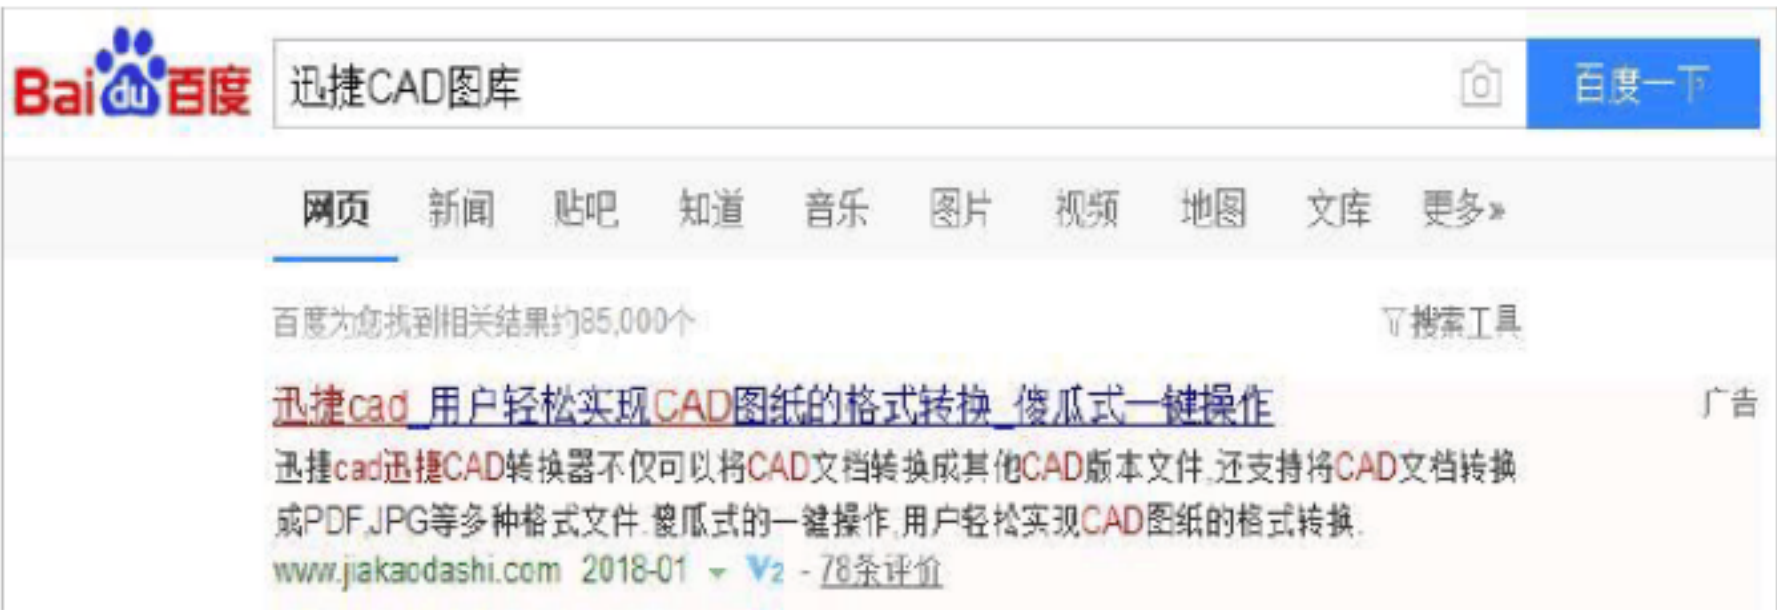 Bai du 百度 迅捷CAD图库 百度一下
网页 新闻 贴吧 知道 音乐 图片 视频 地图 文库 更多»
百度为您找到相关结果约85,000个 搜索工具
迅捷cad_用户轻松实现CAD图纸的格式转换_傻瓜式一键操作 广告
迅捷cad迅捷CAD转换器不仅可以将CAD文档转换成其他CAD版本文件,还支持将CAD文档转换
成PDF,JPG等多种格式文件.傻瓜式的一键操作,用户轻松实现CAD图纸的格式转换.
www.jiakaodashi.com 2018-01 V2 - 78条评价